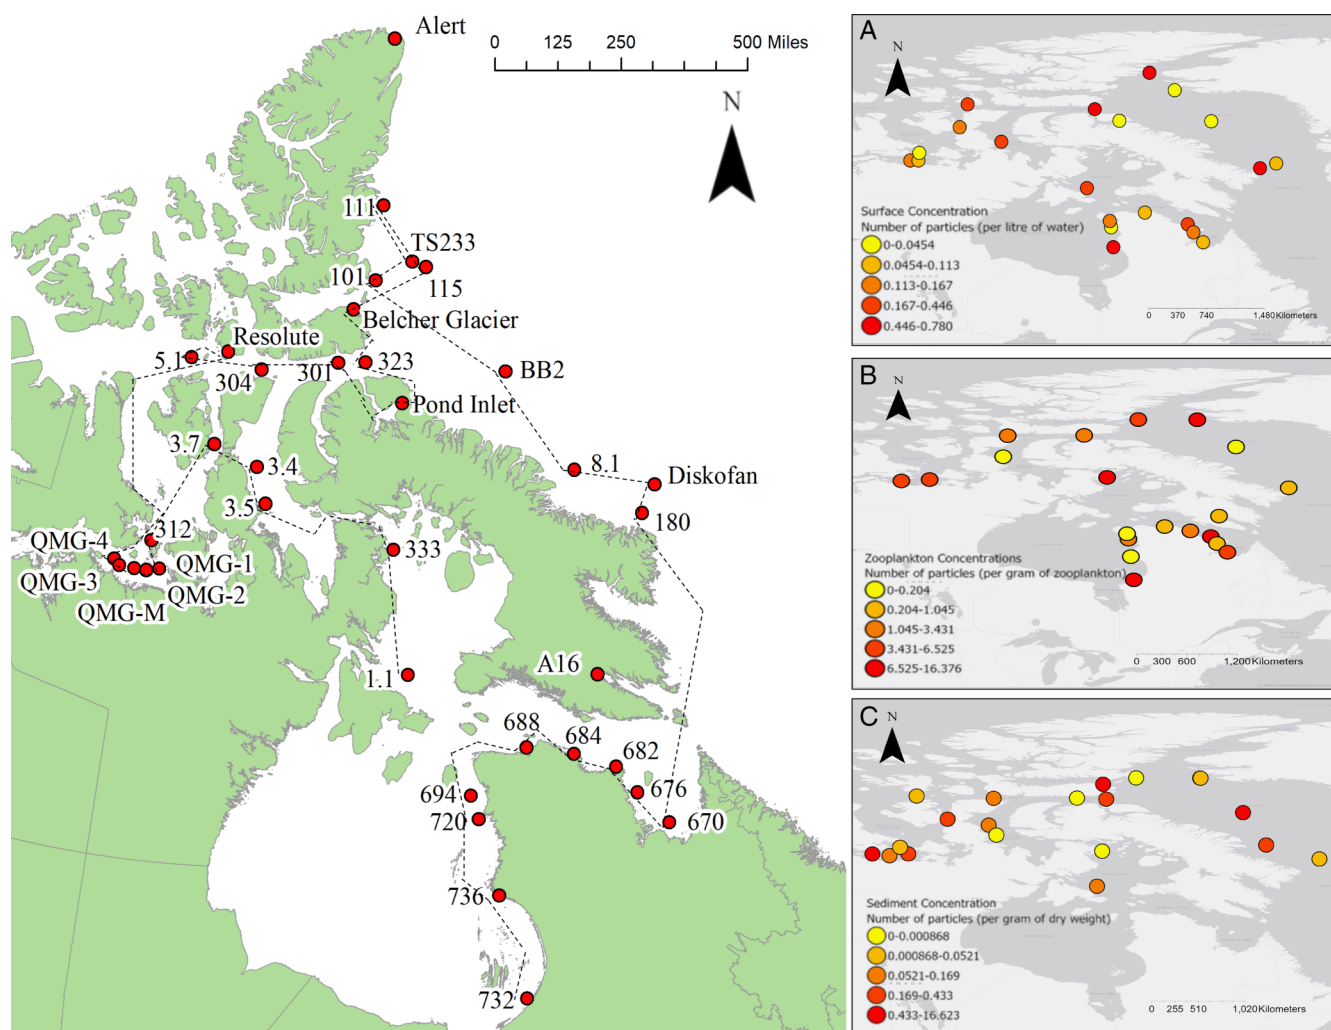 Alert
0 125 250 500 Miles
N
111
TS233
101
115
Belcher Glacier
Resolute
5.1
304
301
323
BB2
Pond Inlet
3.7
3.4
8.1
Diskofan
3.5
180
312
333
QMG-4
QMG-1
QMG-3
QMG-2
QMG-M
1.1
A16
688
684
682
694
676
720
670
736
732
A
N
Surface Concentration
Number of particles (per litre of water)
0-0.0454
0.0454-0.113
0.113-0.167
0.167-0.446
0.446-0.780
0 370 740 1,480 Kilometers
B
N
Zooplankton Concentrations
Number of particles (per gram of zooplankton)
0-0.204
0.204-1.045
1.045-3.431
3.431-6.525
6.525-16.376
0 300 600 1,200 Kilometers
C
N
Sediment Concentration
Number of particles (per gram of dry weight)
0-0.000868
0.000868-0.0521
0.0521-0.169
0.169-0.433
0.433-16.623
0 255 510 1,020 Kilometers